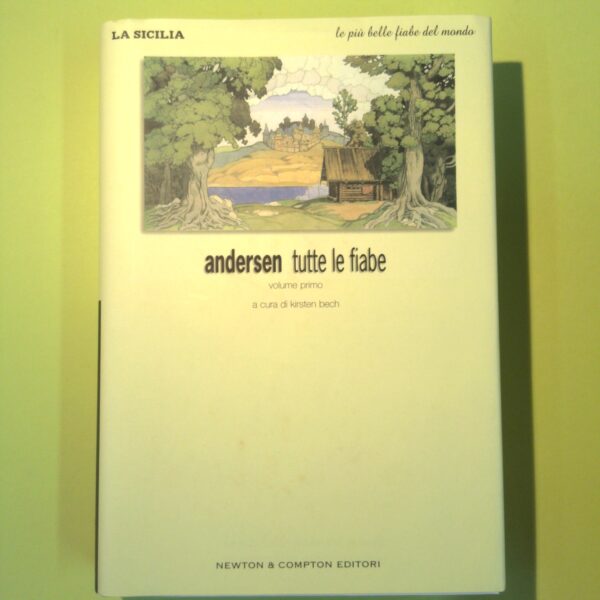 LA SICILIA
le più belle fiabe del mondo
andersen tutte le fiabe
volume primo
a cura di kirsten bech
NEWTON & COMPTON EDITORI